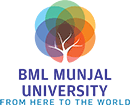 BML MUNJAL
UNIVERSITY
FROM HERE TO THE WORLD